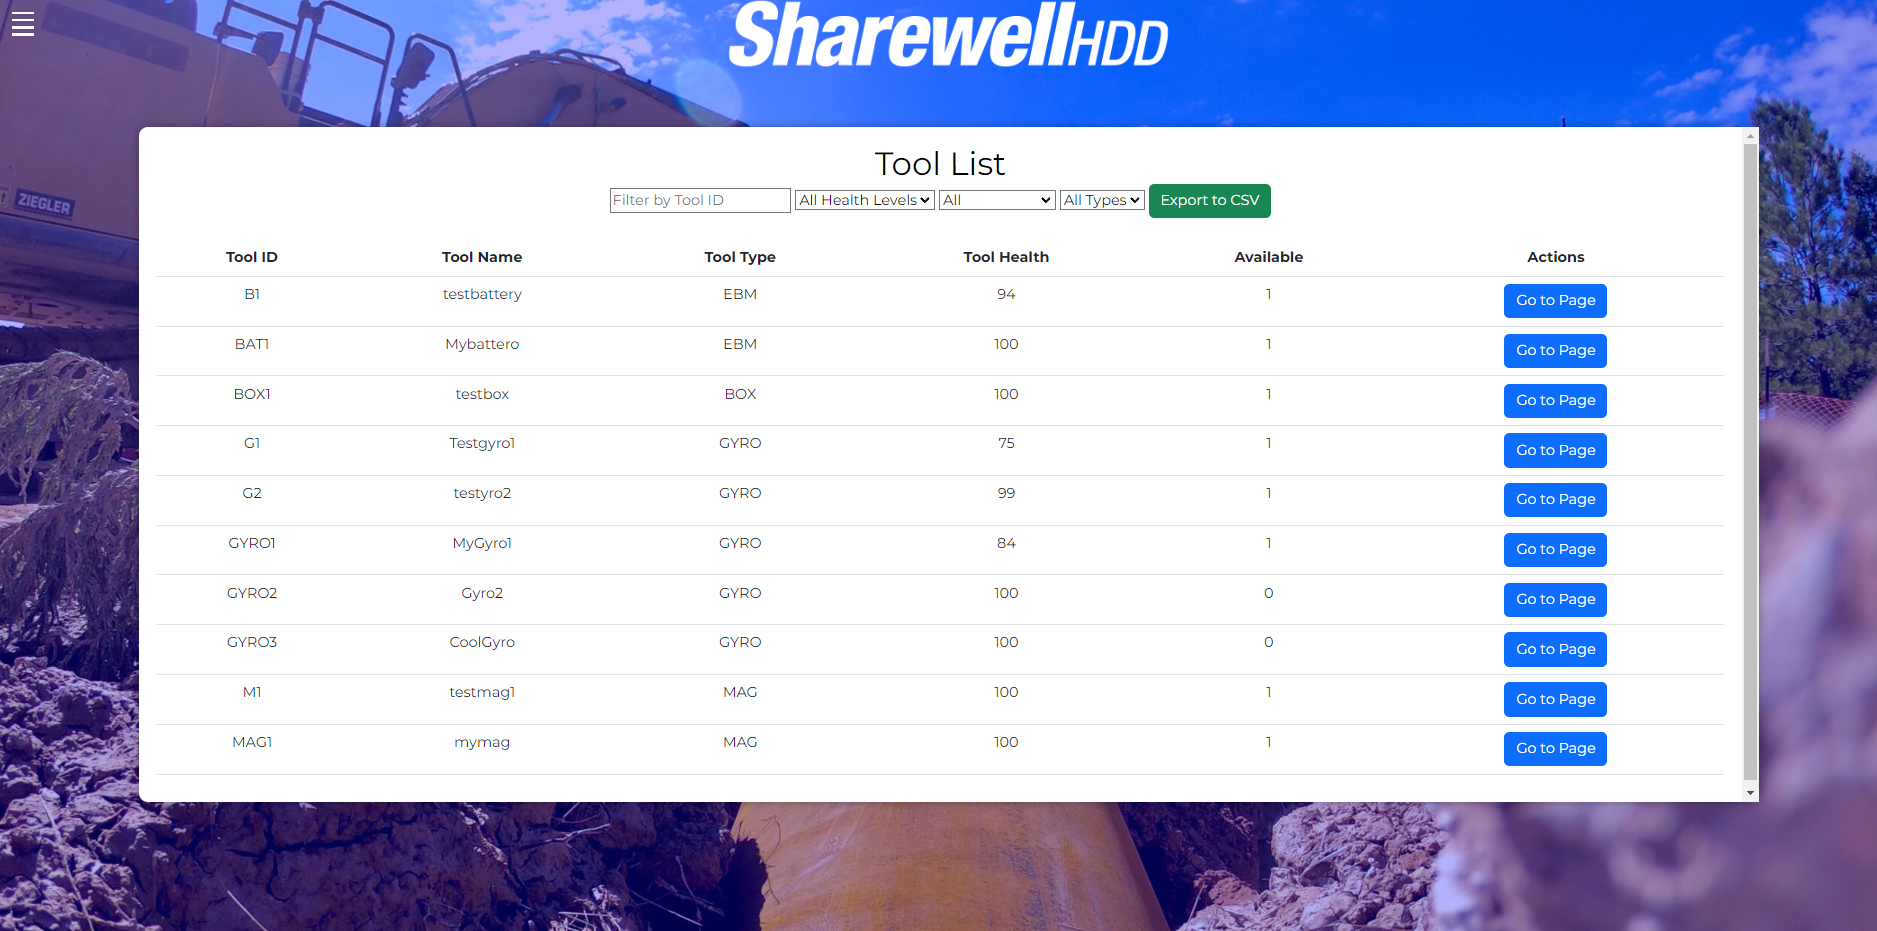 SharewellHDD
ZIEGLER
Tool List
Filter by Tool ID All Health Levels All All Types Export to CSV
Tool ID Tool Name Tool Type Tool Health Available Actions
B1 testbattery EBM 94 1 Go to Page
BAT1 Mybattero EBM 100 1 Go to Page
BOX1 testbox BOX 100 1 Go to Page
G1 Testgyro1 GYRO 75 1 Go to Page
G2 testyro2 GYRO 99 1 Go to Page
GYRO1 MyGyro1 GYRO 84 1 Go to Page
GYRO2 Gyro2 GYRO 100 0 Go to Page
GYRO3 CoolGyro GYRO 100 0 Go to Page
M1 testmag1 MAG 100 1 Go to Page
MAG1 mymag MAG 100 1 Go to Page